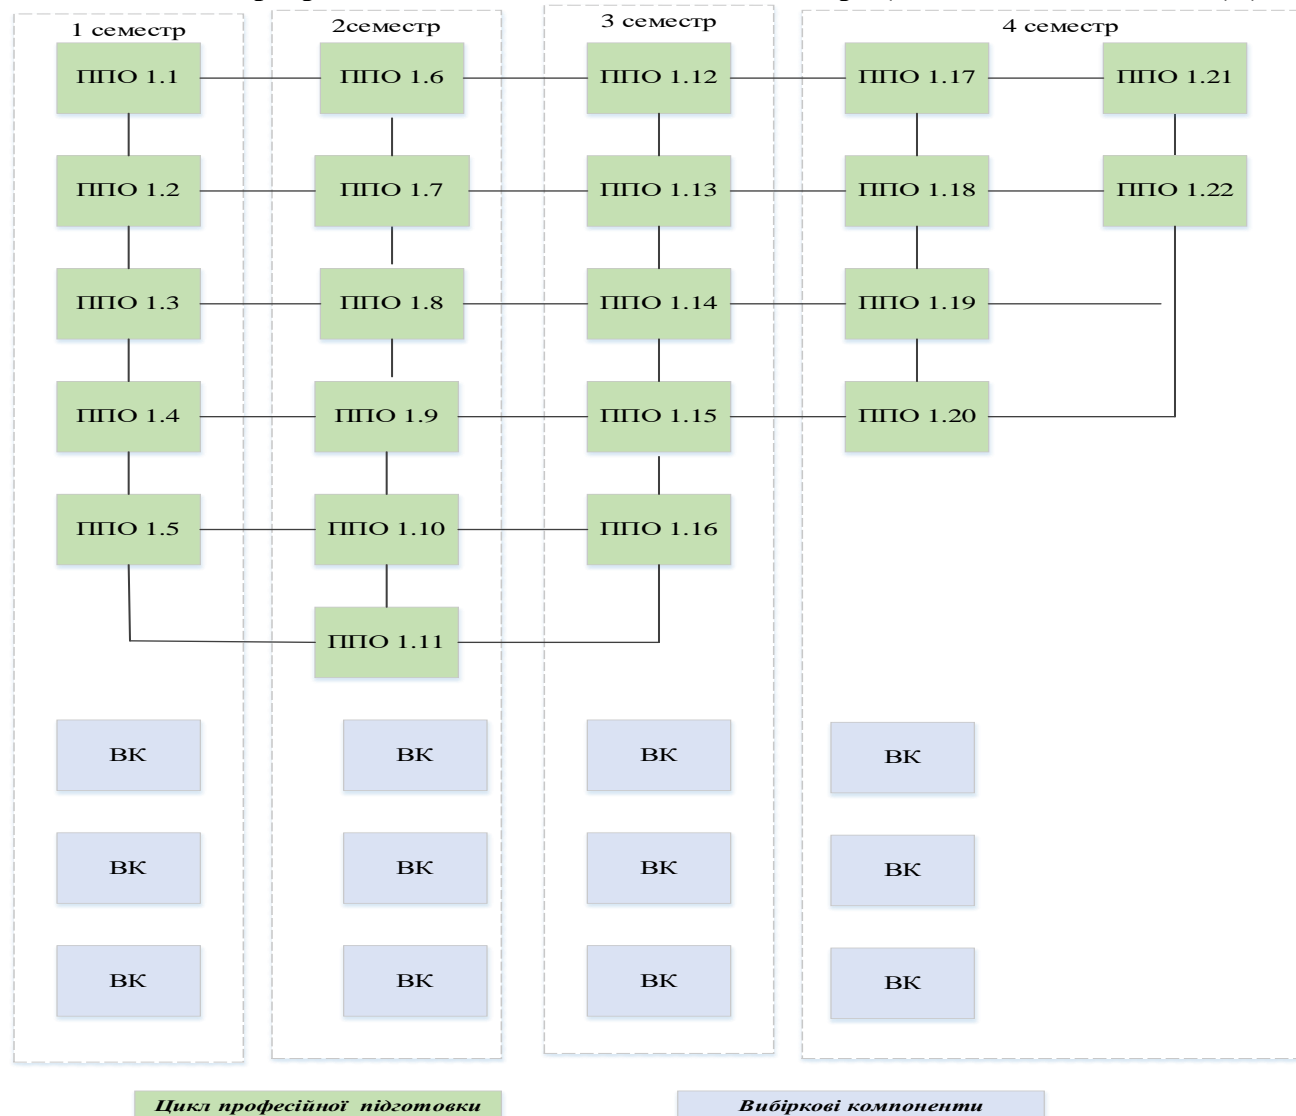 1 семестр
2семестр
3 семестр
4 семестр
ППО 1.1
ППО 1.6
ППО 1.12
ППО 1.17
ППО 1.21
ППО 1.2
ППО 1.7
ППО 1.13
ППО 1.18
ППО 1.22
ППО 1.3
ППО 1.8
ППО 1.14
ППО 1.19
ППО 1.4
ППО 1.9
ППО 1.15
ППО 1.20
ППО 1.5
ППО 1.10
ППО 1.16
ППО 1.11
ВК
ВК
ВК
ВК
ВК
ВК
ВК
ВК
ВК
ВК
ВК
ВК
Цикл професійної підготовки
Вибіркові компоненти